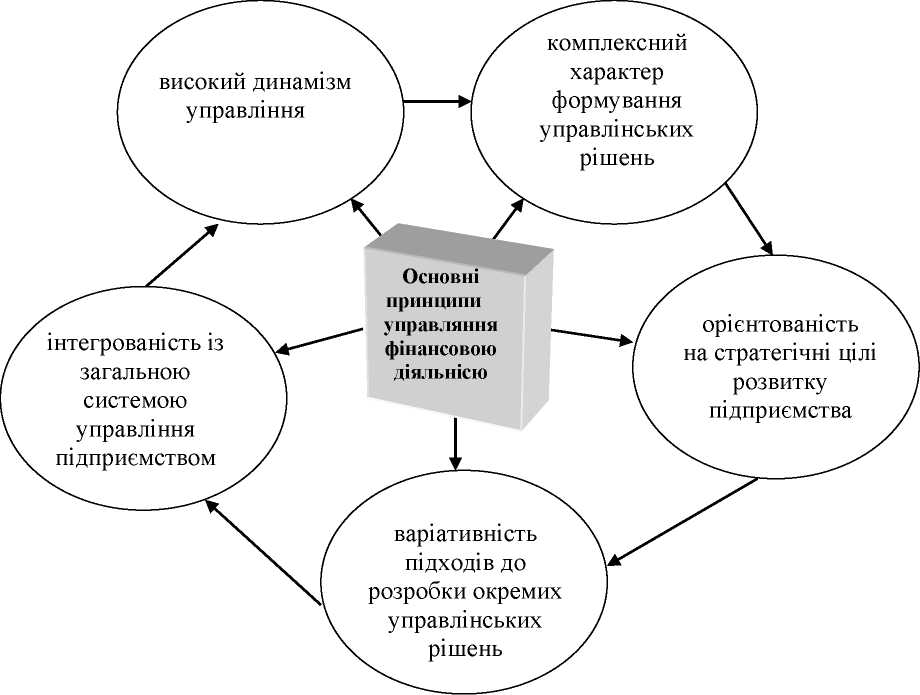 високий динамізм
управління
комплексний
характер
формування
управлінських
рішень
Основні
принципи
управляння
фінансовою
діяльнісю
інтегрованість із
загальною
системою
управління
підприємством
орієнтованість
на стратегічні цілі
розвитку
підприємства
варіативність
підходів до
розробки окремих
управлінських
рішень